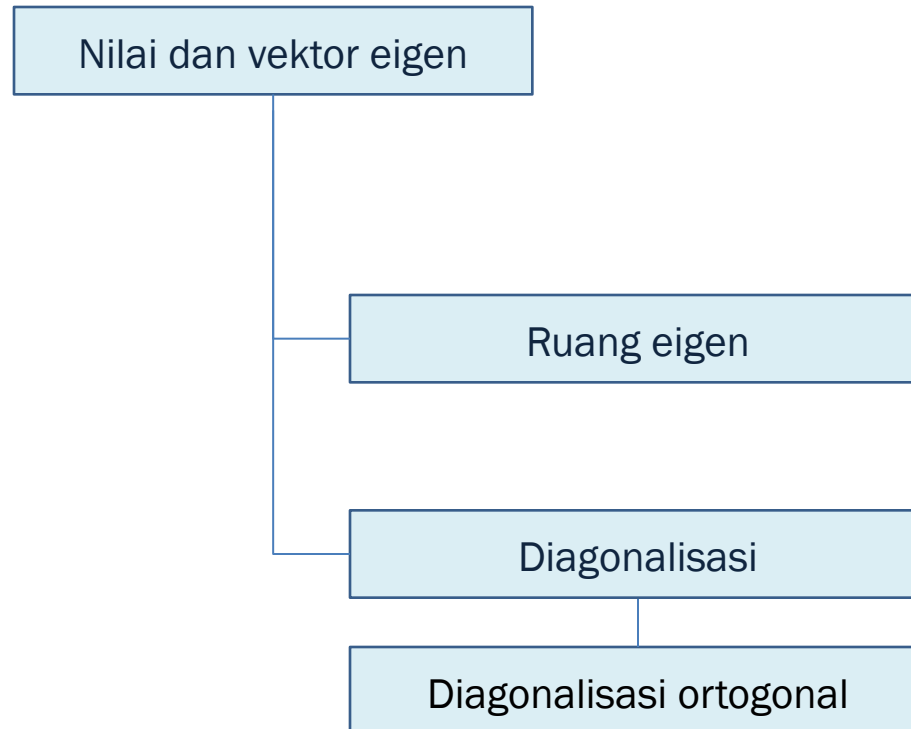 Nilai dan vektor eigen
Ruang eigen
Diagonalisasi
Diagonalisasi ortogonal